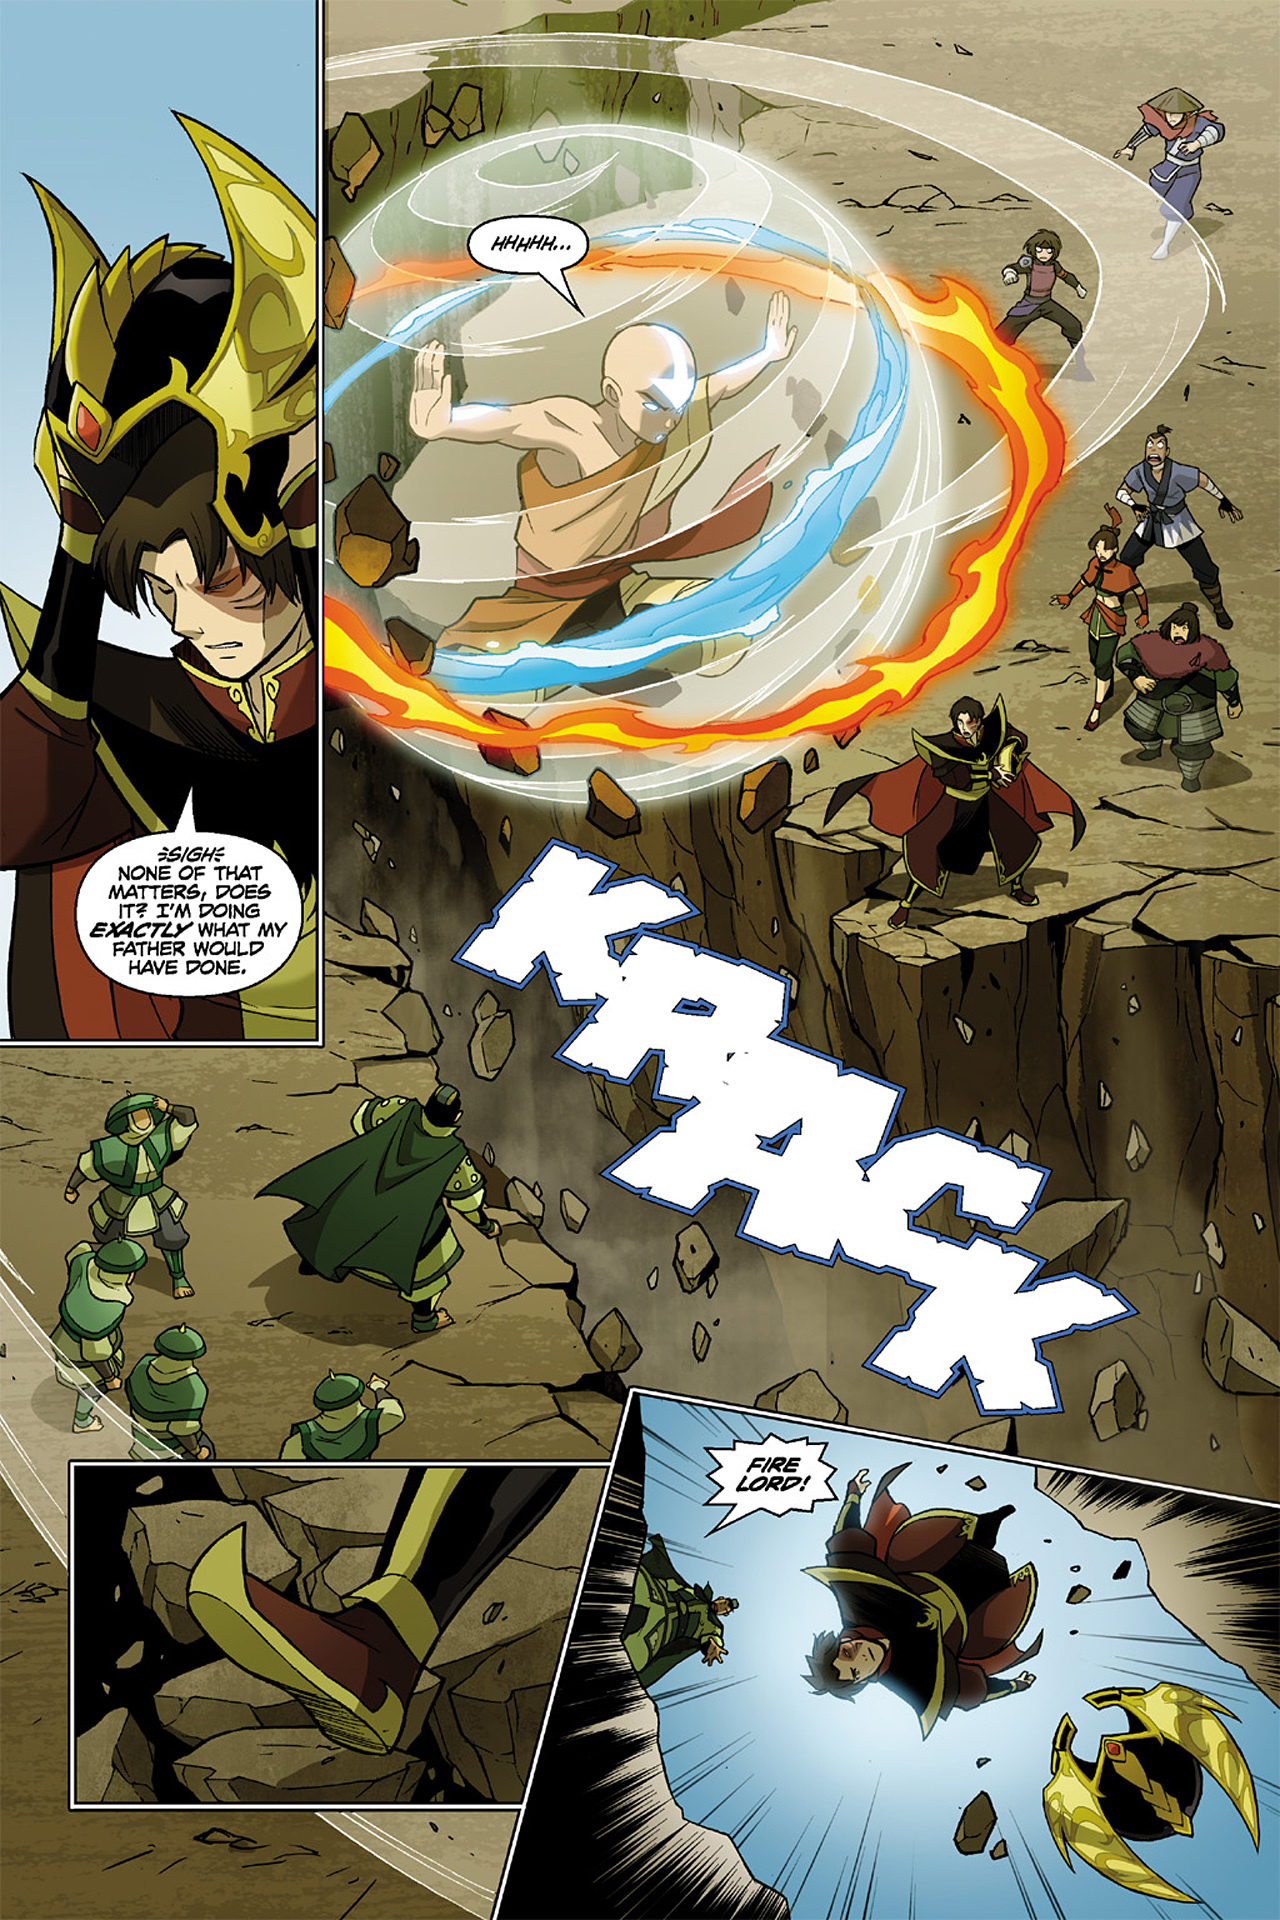 SIGH
NONE OF THAT
MATTERS, DOES
IT? I'M DOING
EXACTLY WHAT MY
FATHER WOULD
HAVE DONE.
HHHHH...
KRACK
FIRE
LORD!